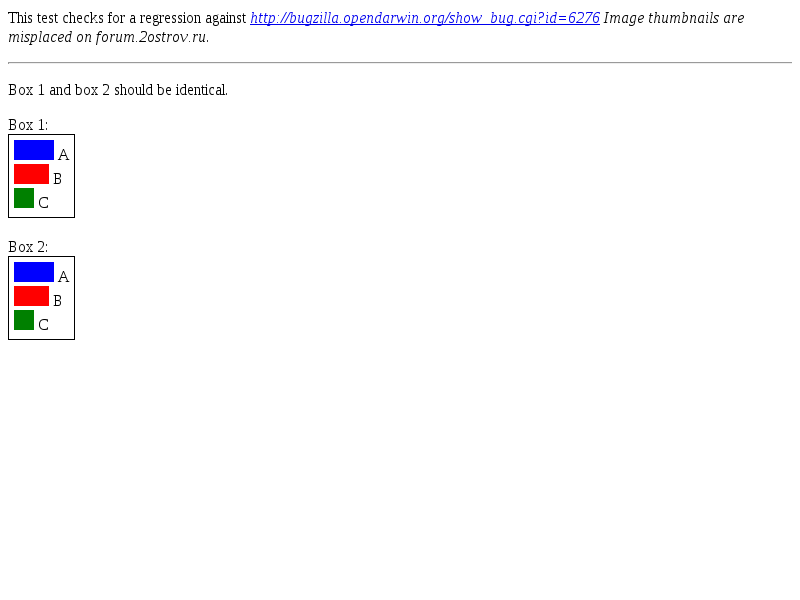 This test checks for a regression against http://bugzilla.opendarwin.org/show_bug.cgi?id=6276 Image thumbnails are
misplaced on forum.2ostrov.ru.
Box 1 and box 2 should be identical.
Box 1:
A
B
C
Box 2:
A
B
C